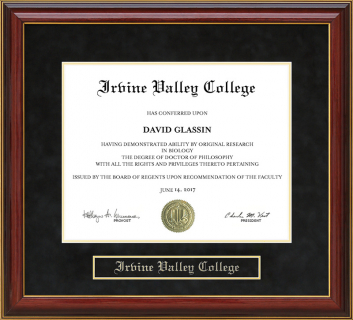 Irvine Valley College
HAS CONFERRED UPON
DAVID GLASSIN
HAVING DEMONSTRATED ABILITY BY ORIGINAL RESEARCH
IN BIOLOGY
THE DEGREE OF DOCTOR OF PHILOSOPHY
WITH ALL THE RIGHTS AND PRIVILEGES THERETO PERTAINING
ISSUED BY THE BOARD OF REGENTS UPON RECOMMENDATION OF THE FACULTY
JUNE 14, 2017
PROVOST
PRESIDENT
Irvine Valley College